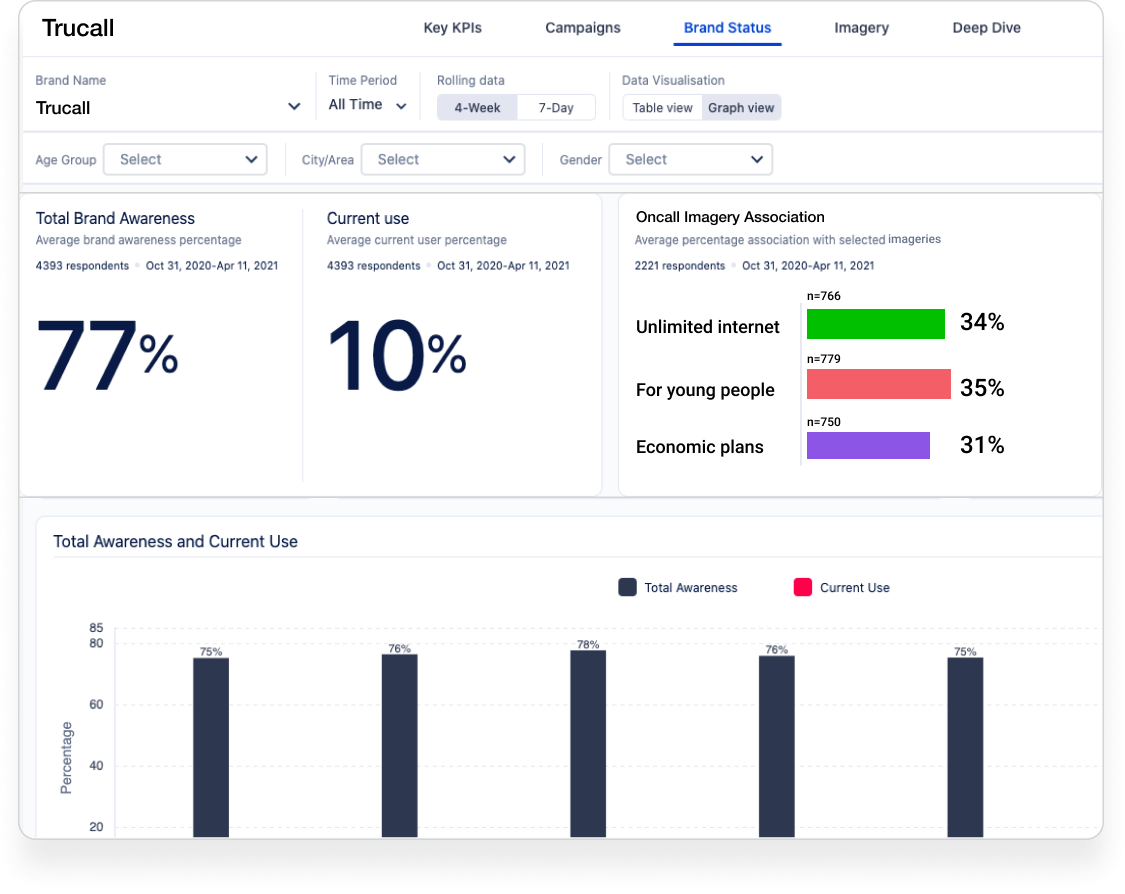 Trucall
Key KPIs
Campaigns
Brand Status
Imagery
Deep Dive
Brand Name
Trucall
Time Period
All Time
Rolling data
4-Week
7-Day
Data Visualisation
Table view
Graph view
Age Group
Select
City/Area
Select
Gender
Select
Total Brand Awareness
Average brand awareness percentage
4393 respondents
Oct 31, 2020-Apr 11, 2021
77%
Current use
Average current user percentage
4393 respondents
Oct 31, 2020-Apr 11, 2021
10%
Oncall Imagery Association
Average percentage association with selected imageries
2221 respondents
Oct 31, 2020-Apr 11, 2021
n=766
Unlimited internet
34%
n=779
For young people
35%
n=750
Economic plans
31%
Total Awareness and Current Use
Total Awareness
Current Use
Percentage
85
80
60
40
20
75%
76%
78%
76%
75%